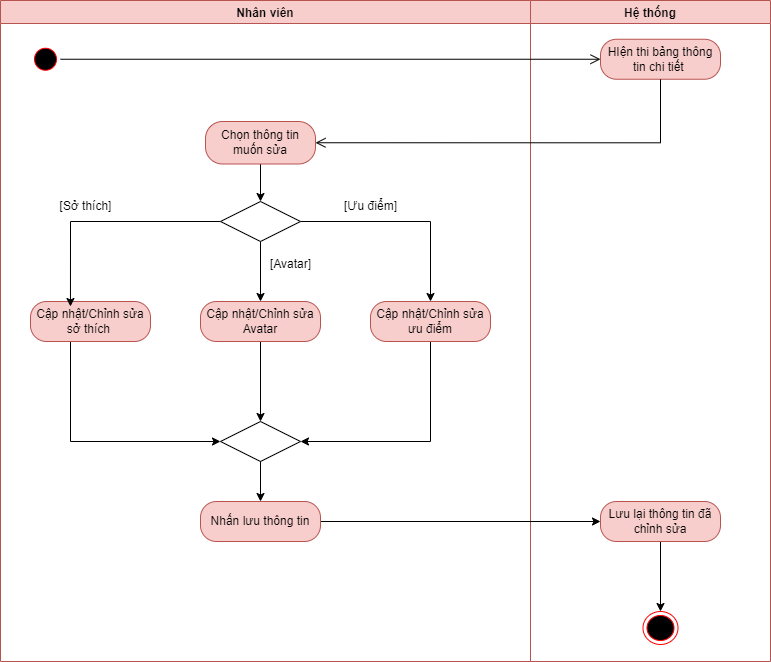 Nhân viên
Hệ thống
HIện thi bảng thông
tin chi tiết
Chọn thông tin
muốn sửa
[Sở thích]
[Ưu điểm]
[Avatar]
Cập nhật/Chỉnh sửa
sở thích
Cập nhật/Chỉnh sửa
Avatar
Cập nhật/Chỉnh sửa
ưu điểm
Nhấn lưu thông tin
Lưu lại thông tin đã
chỉnh sửa